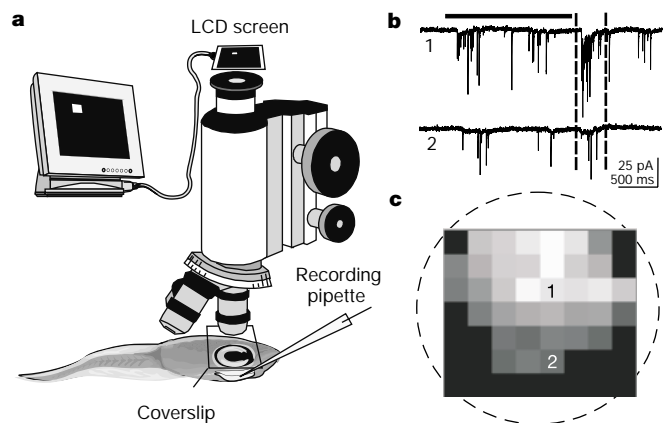 a
LCD screen
Recording
pipette
Coverslip
b
1
2
25 pA
500 ms
c
1
2